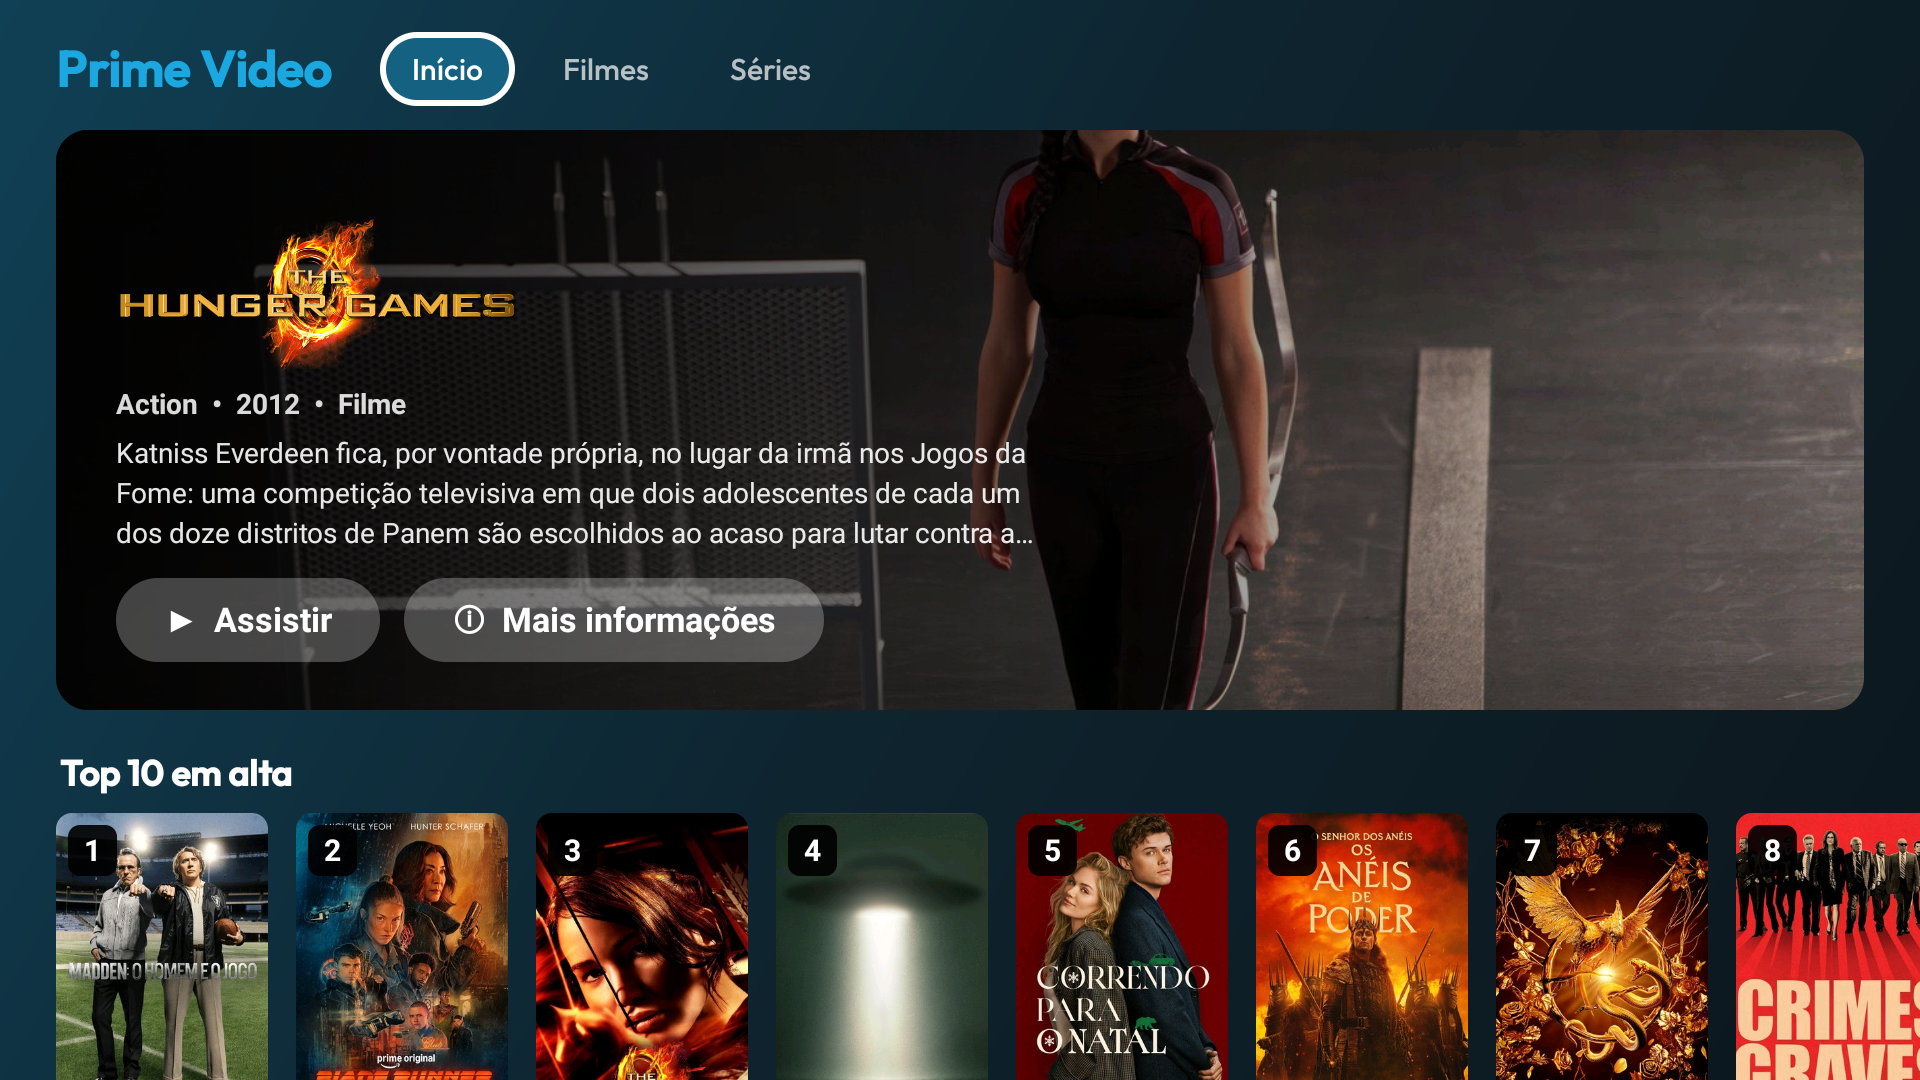 Prime Video
Início
Filmes
Séries
THE
HUNGER GAMES
Action • 2012 • Filme
Katniss Everdeen fica, por vontade própria, no lugar da irmã nos Jogos da
Fome: uma competição televisiva em que dois adolescentes de cada um
dos doze distritos de Panem são escolhidos ao acaso para lutar contra a...
Assistir
Mais informações
Top 10 em alta
1
MADDEN: O HOMEM E O JOGO
2
YEOH HUNTER SCHAFER
prime original
3
THE
4
5
CORRENDO
PARA
O NATAL
6
SENHOR DOS ANÉIS
OS
ANÉIS
DE
PODER
7
8